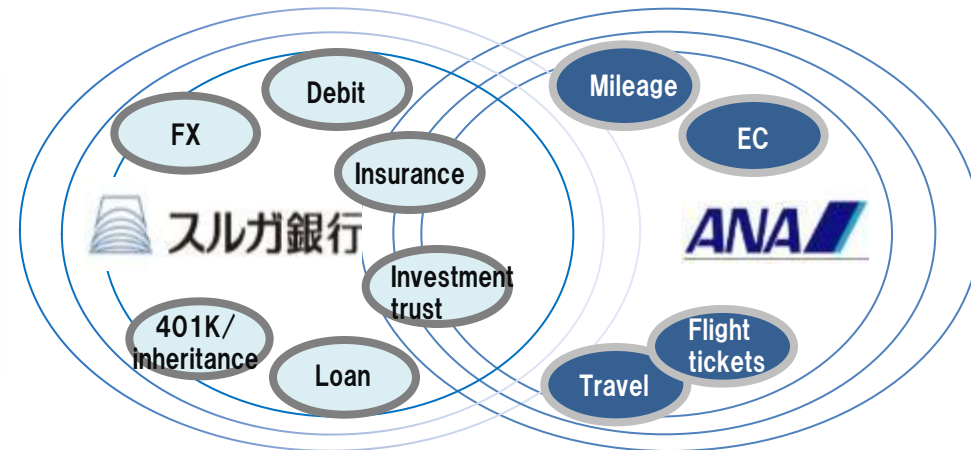 Debit
FX
Insurance
スルガ銀行
Investment
trust
401K/
inheritance
Loan
Mileage
EC
ANA
Flight
tickets
Travel